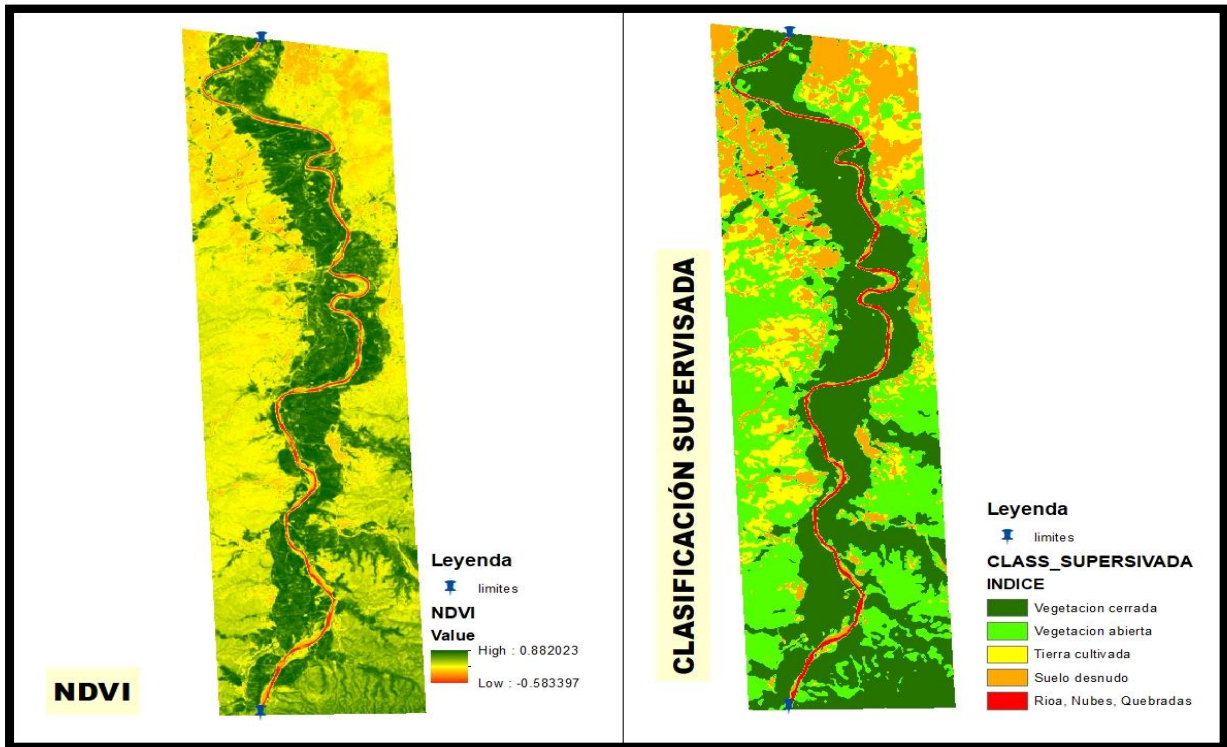 NDVI
Leyenda
limites
NDVI
Value
High : 0.882023
Low : -0.583397
CLASIFICACIÓN SUPERVISADA
Leyenda
limites
CLASS_SUPERSIVADA
INDICE
Vegetacion cerrada
Vegetacion abierta
Tierra cultivada
Suelo desnudo
Rioa, Nubes, Quebradas